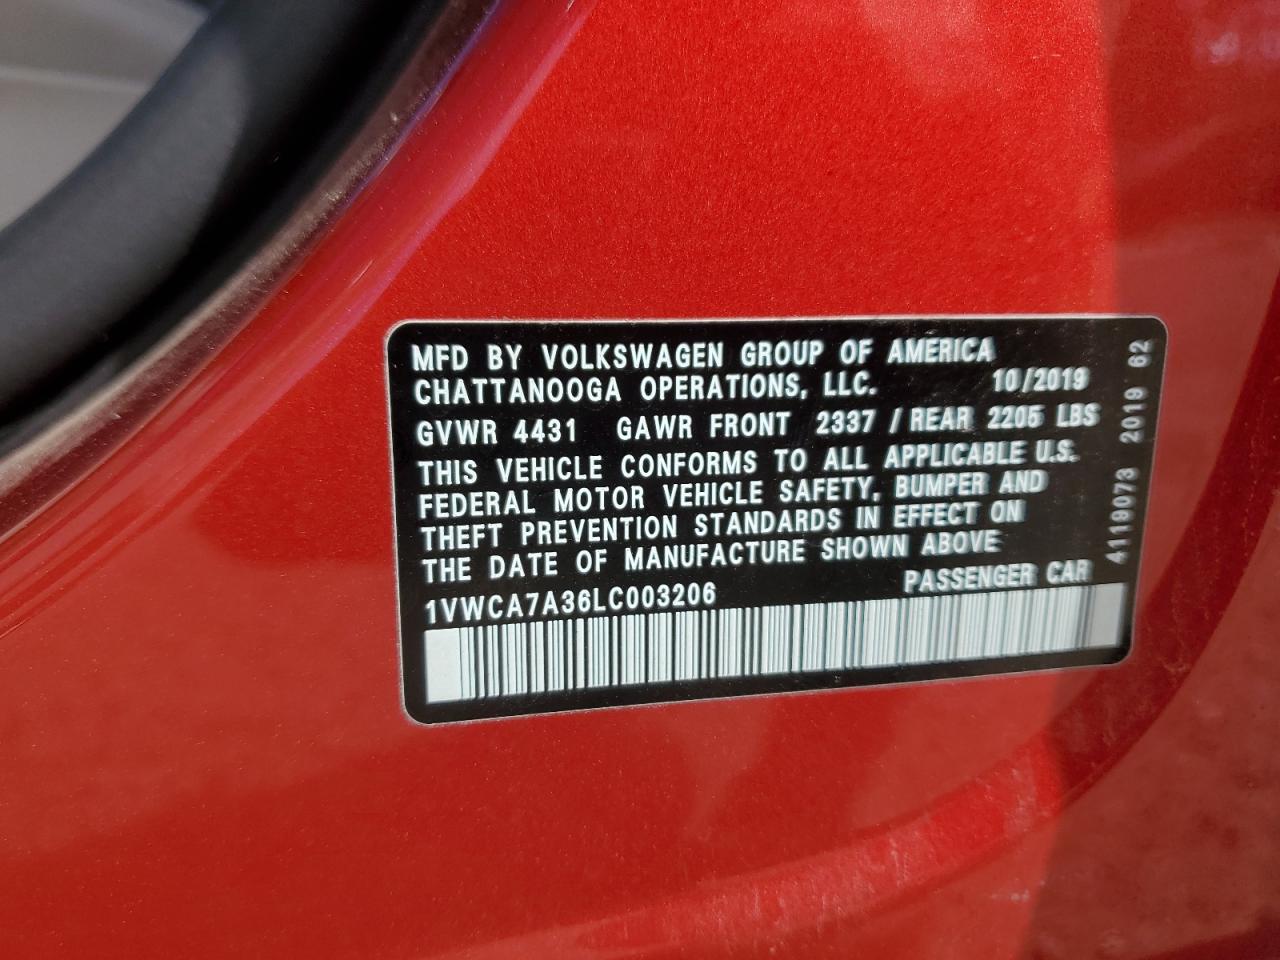 MFD BY VOLKSWAGEN GROUP OF AMERICA
CHATTANOOGA OPERATIONS, LLC. 10/2019
GVWR 4431 GAWR FRONT 2337 / REAR 2205 LBS
THIS VEHICLE CONFORMS TO ALL APPLICABLE U.S.
FEDERAL MOTOR VEHICLE SAFETY, BUMPER AND
THEFT PREVENTION STANDARDS IN EFFECT ON
THE DATE OF MANUFACTURE SHOWN ABOVE
1VWCA7A36LC003206 PASSENGER CAR
4119073 2019 62